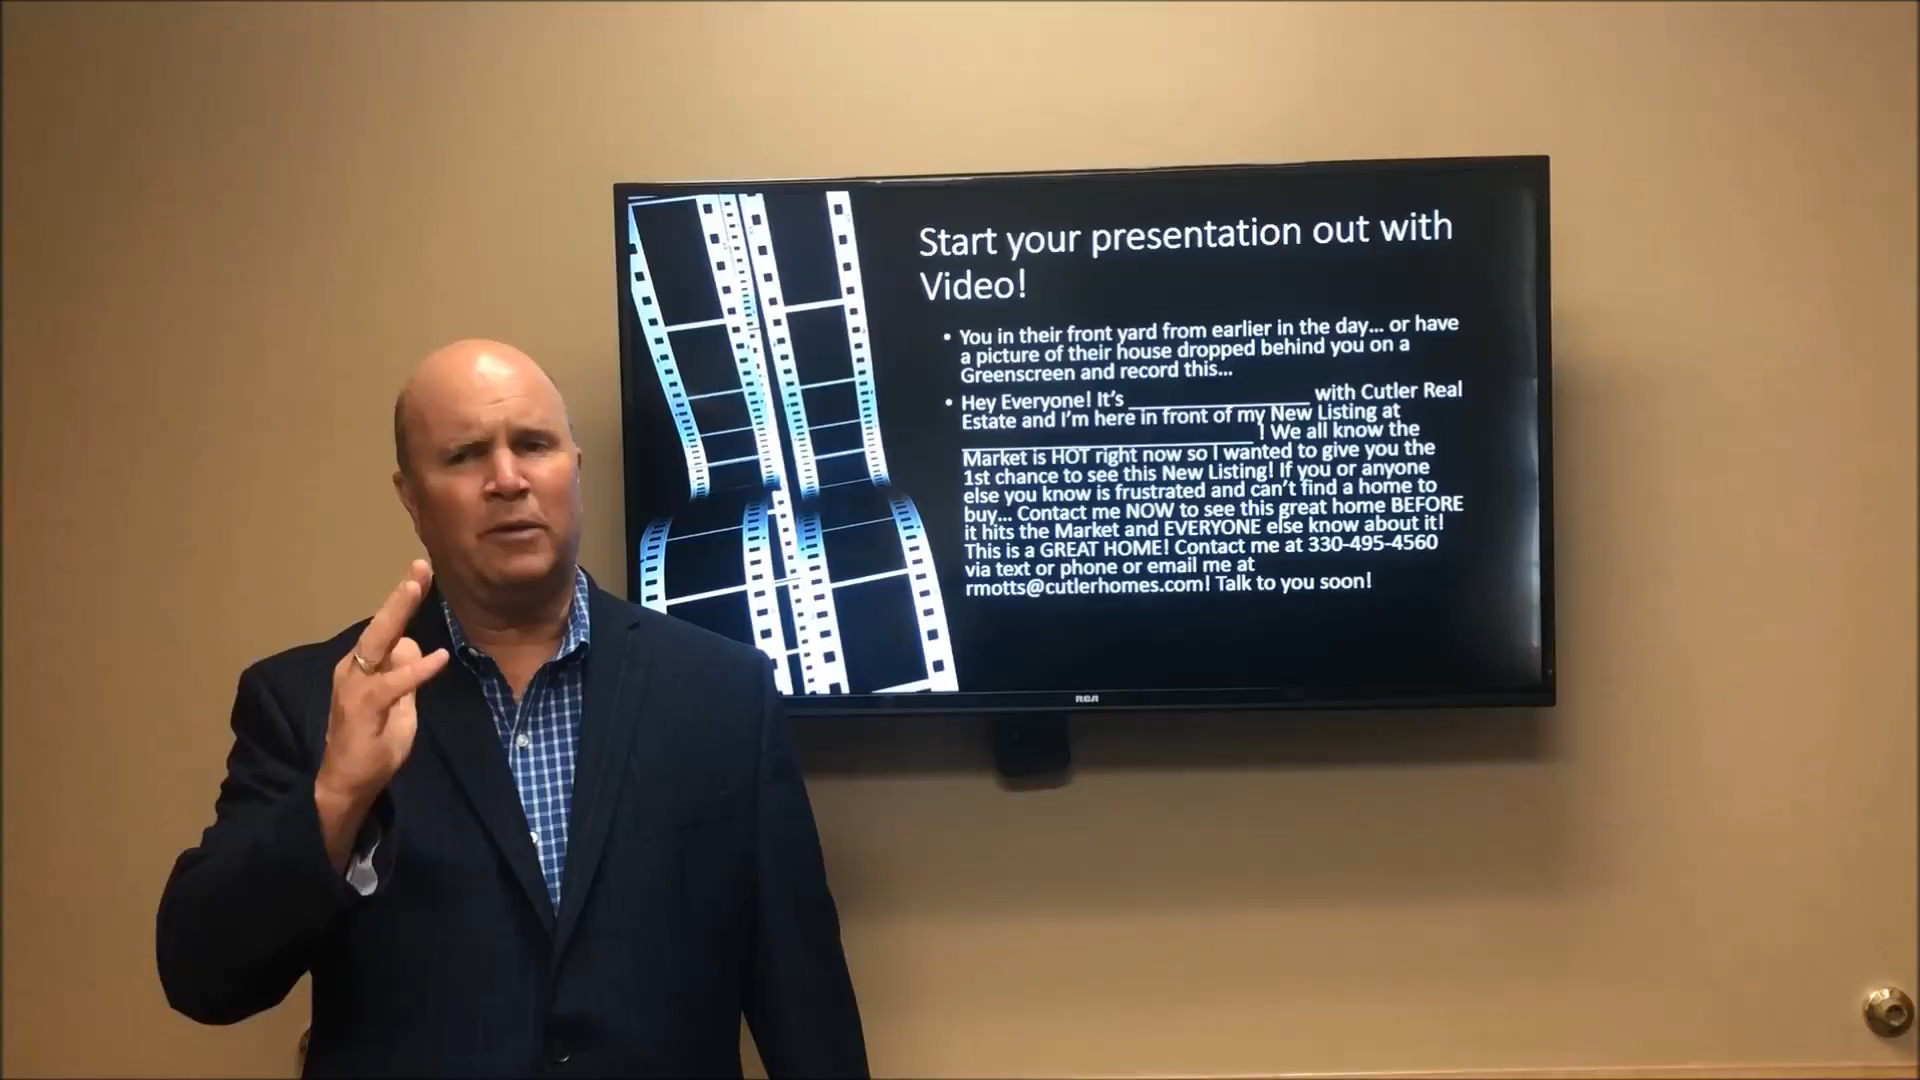 Start your presentation out with
Video!
• You in their front yard from earlier in the day... or have
a picture of their house dropped behind you on a
Greenscreen and record this...
• Hey Everyone! It's ________________ with Cutler Real
Estate and I'm here in front of my New Listing at
__________________________! We all know the
Market is HOT right now so I wanted to give you the
1st chance to see this New Listing! If you or anyone
else you know is frustrated and can't find a home to
buy... Contact me NOW to see this great home BEFORE
it hits the Market and EVERYONE else know about it!
This is a GREAT HOME! Contact me at 330-495-4560
via text or phone or email me at
rmotts@cutlerhomes.com! Talk to you soon!
RCA